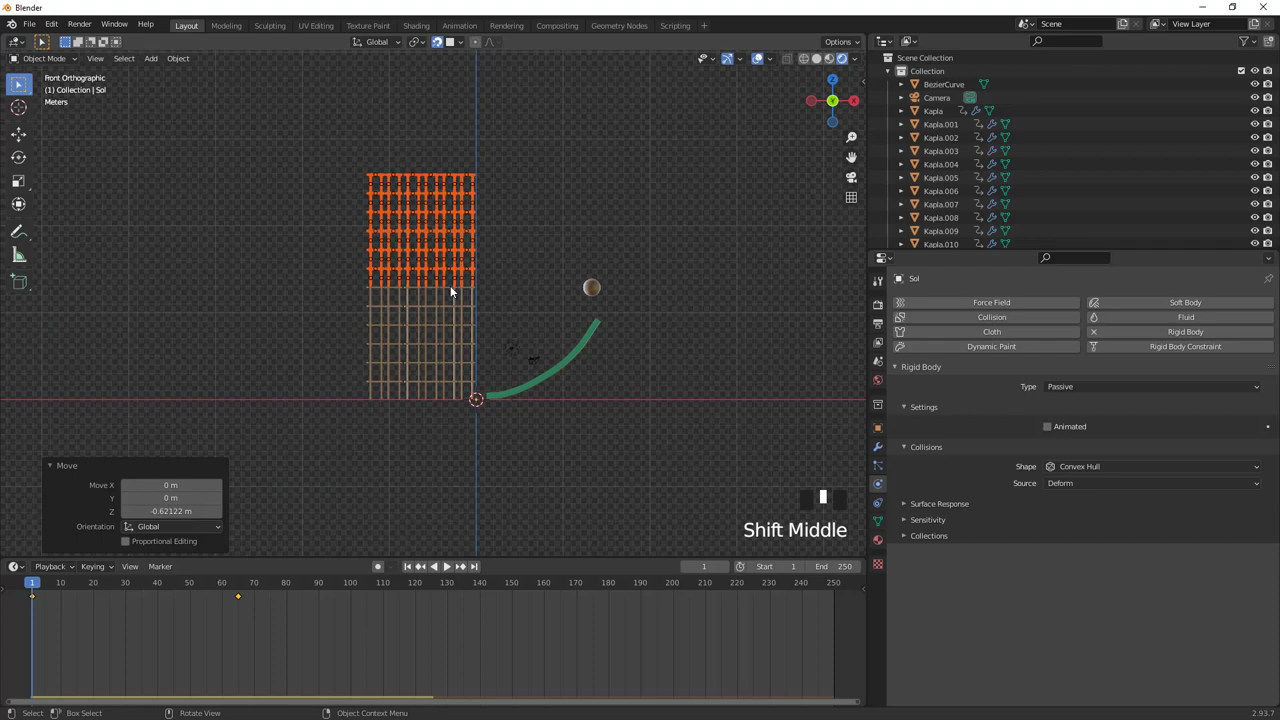 Blender
File Edit Render Window Help Layout Modeling Sculpting UV Editing Texture Paint Shading Animation Rendering Compositing Geometry Nodes Scripting + Scene View Layer
Global Options
Object Mode View Select Add Object
Front Orthographic
(1) Collection | Sol
Meters
Z
Y
X
Scene Collection
Collection
BezierCurve
Camera
Kapla
Kapla.001
Kapla.002
Kapla.003
Kapla.004
Kapla.005
Kapla.006
Kapla.007
Kapla.008
Kapla.009
Kapla.010
Sol
Force Field Soft Body
Collision Fluid
Cloth Rigid Body
Dynamic Paint Rigid Body Constraint
Rigid Body
Type Passive
Settings
Animated
Collisions
Shape Convex Hull
Source Deform
Surface Response
Sensitivity
Collections
Move
Move X 0 m
Y 0 m
Z -0.62122 m
Orientation Global
Proportional Editing
Shift Middle
Playback Keying View Marker 1 Start 1 End 250
1 10 20 30 40 50 60 70 80 90 100 110 120 130 140 150 160 170 180 190 200 210 220 230 240 250
Select Box Select Rotate View Object Context Menu 2.93.7